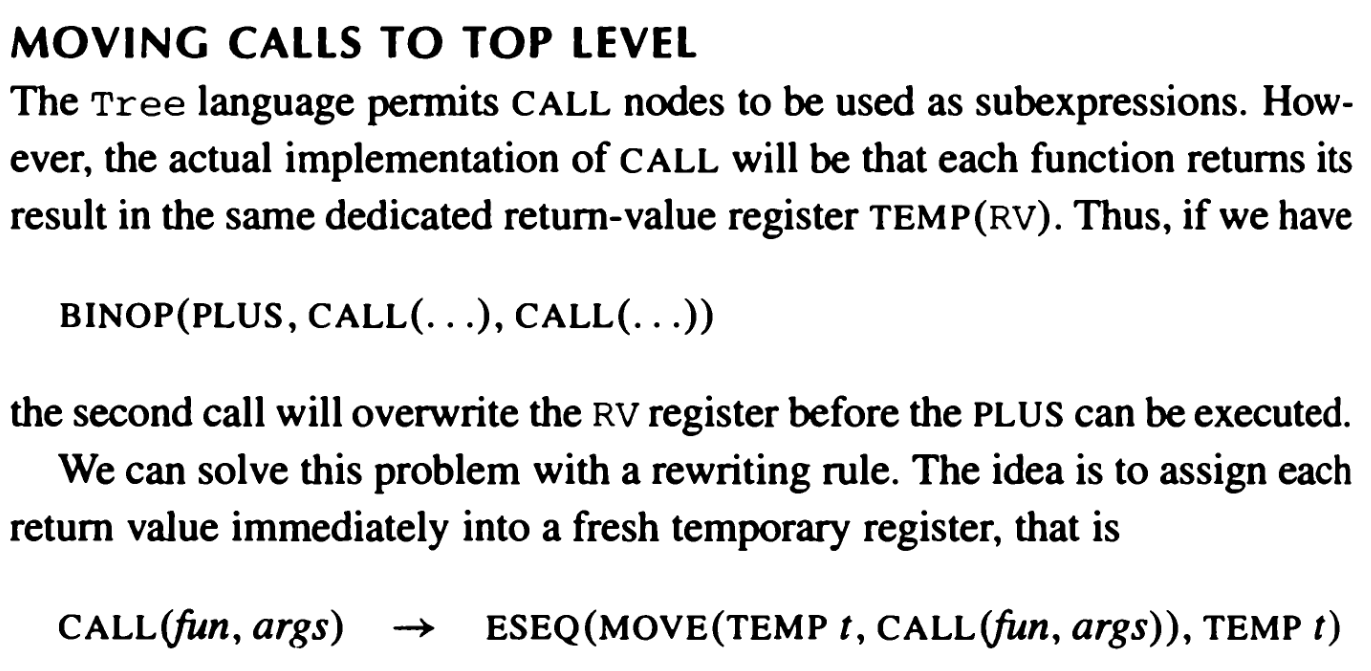 MOVING CALLS TO TOP LEVEL
The Tree language permits CALL nodes to be used as subexpressions. How-
ever, the actual implementation of CALL will be that each function returns its
result in the same dedicated return-value register TEMP(RV). Thus, if we have
BINOP(PLUS, CALL(...), CALL(...))
the second call will overwrite the RV register before the PLUS can be executed.
We can solve this problem with a rewriting rule. The idea is to assign each
return value immediately into a fresh temporary register, that is
CALL(fun, args) → ESEQ(MOVE(TEMP t, CALL(fun, args)), TEMP t)